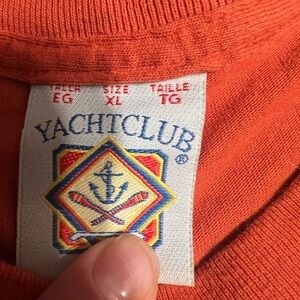 TALLA SIZE TAILLE
EG XL TG
YACHTCLUB
®